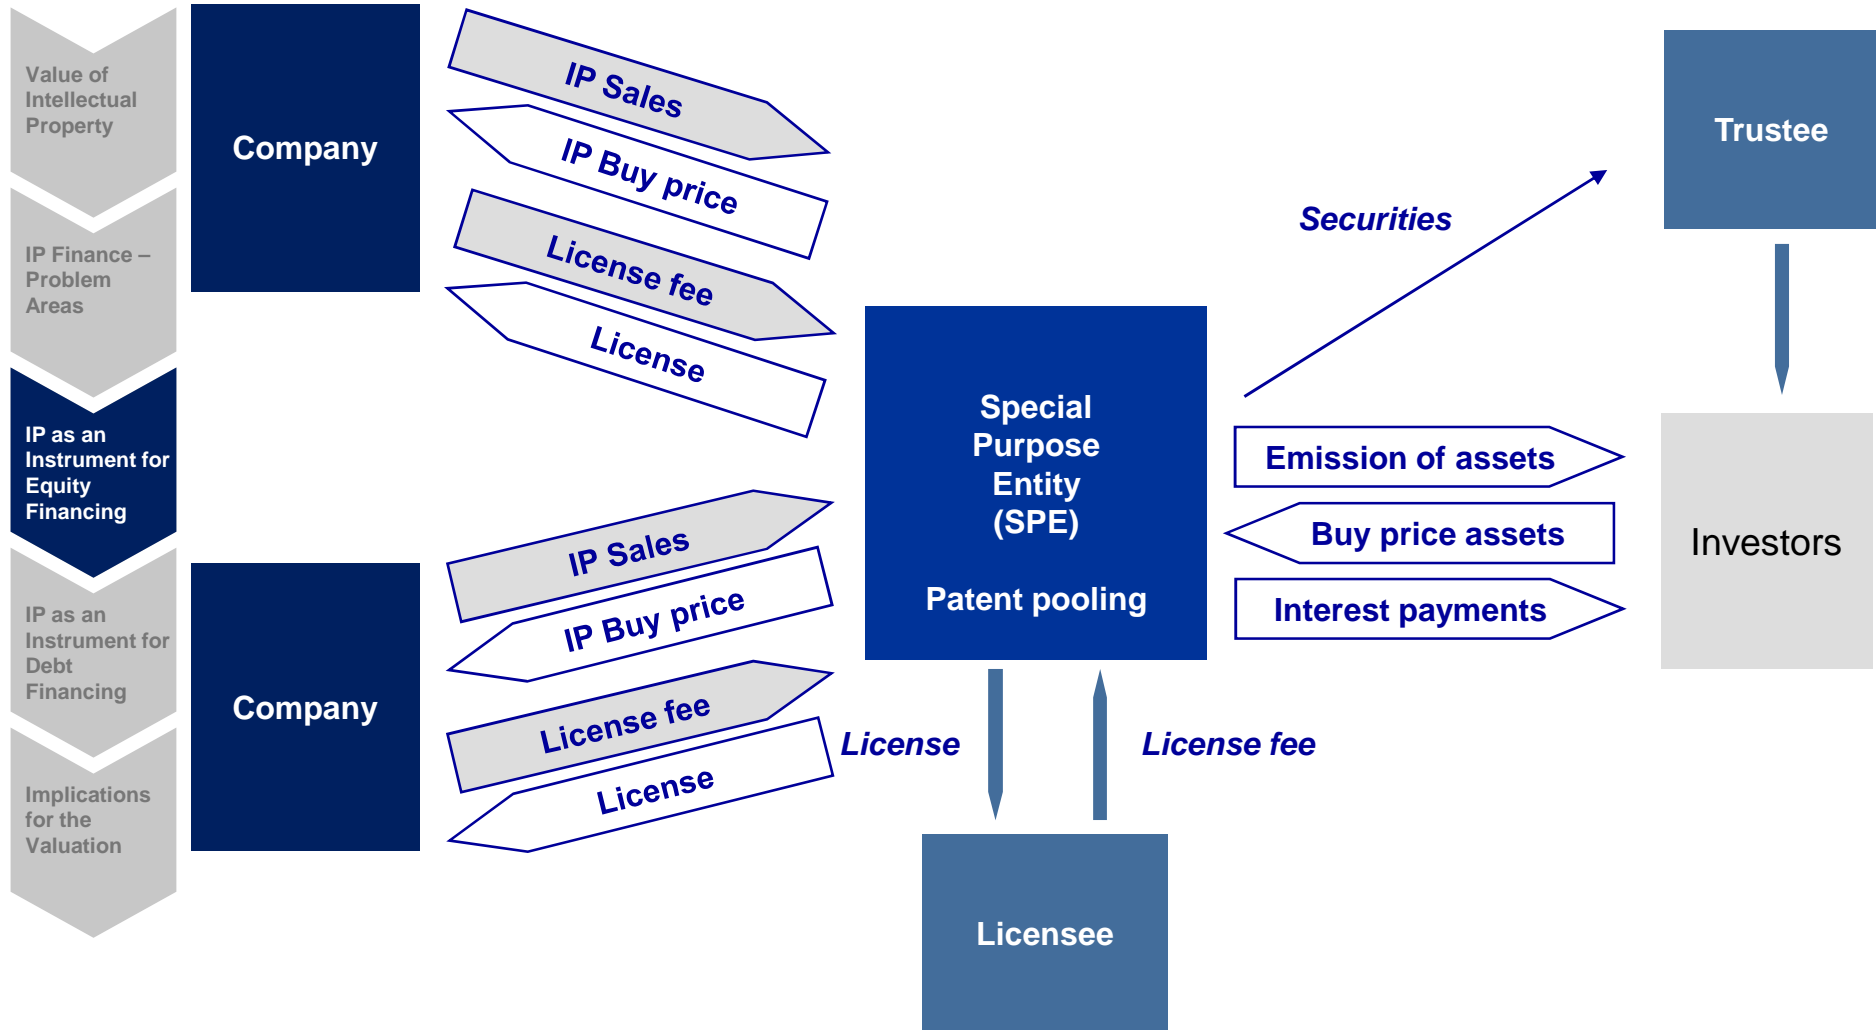 Value of
Intellectual
Property
IP Finance –
Problem
Areas
IP as an
Instrument for
Equity
Financing
IP as an
Instrument for
Debt
Financing
Implications
for the
Valuation
Company
IP Sales
IP Buy price
License fee
License
Company
IP Sales
IP Buy price
License fee
License
Special
Purpose
Entity
(SPE)
Patent pooling
License
License fee
Licensee
Securities
Emission of assets
Buy price assets
Interest payments
Trustee
Investors